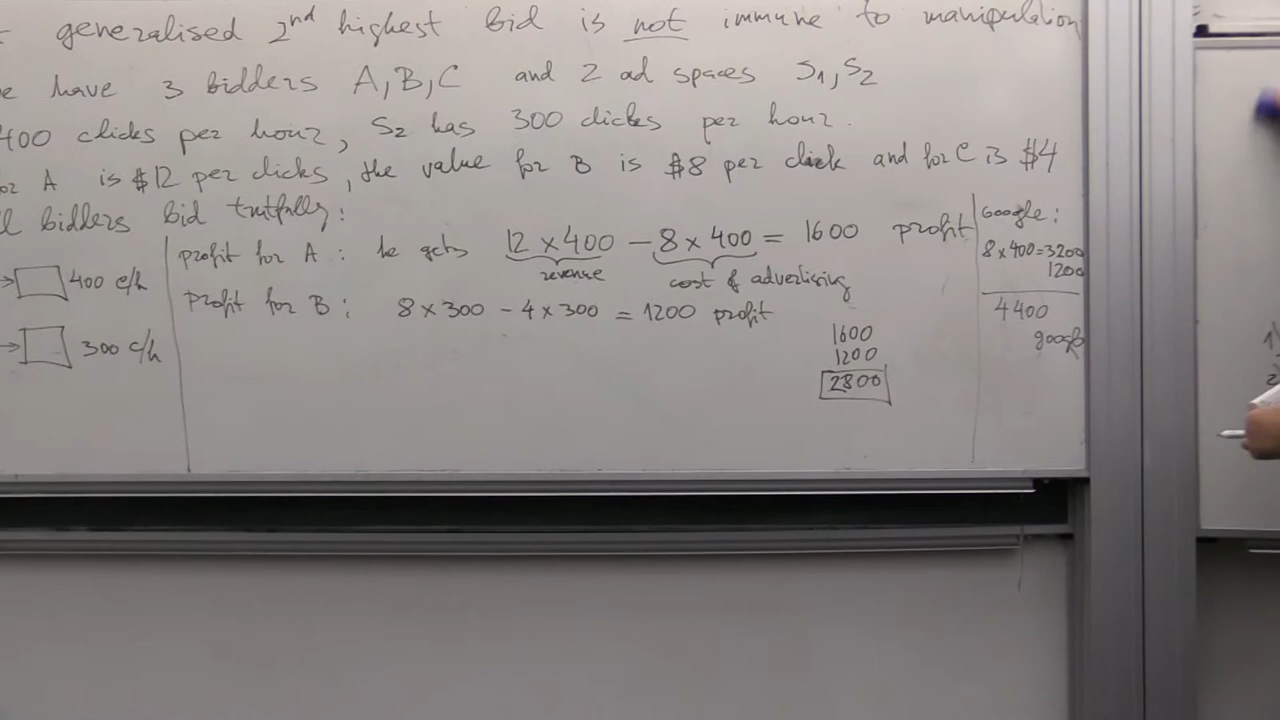 generalised 2nd highest bid is not immune to manipulation
e have 3 bidders A, B, C and 2 ad spaces S1, S2
400 clicks per hour, S2 has 300 clicks per hour.
or A is $12 per clicks, the value for B is $8 per click and for C is $4
ll bidders bid trutfully:
→ 400 c/h
→ 300 c/h
profit for A: he gets 12 × 400 − 8 × 400 = 1600 profit
revenue cost of advertising
Profit for B: 8 × 300 − 4 × 300 = 1200 profit
1600
1200
2800
Google:
8 × 400 = 3200
1200
4400
google